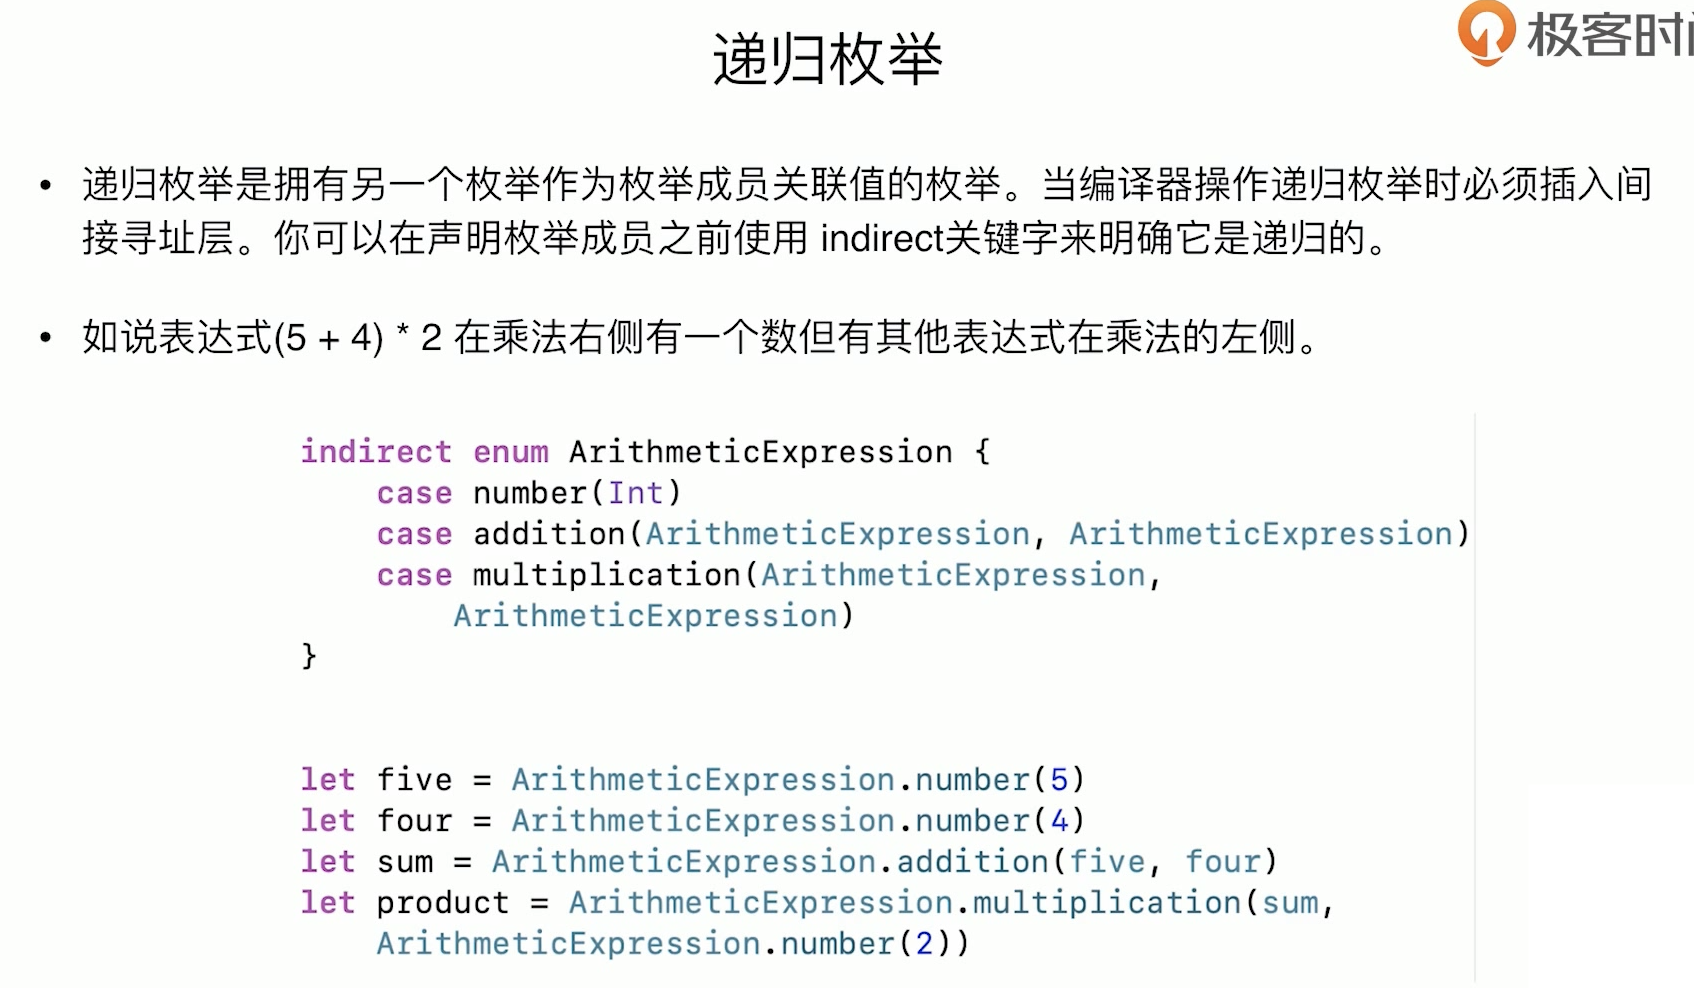 极客时间
递归枚举
• 递归枚举是拥有另一个枚举作为枚举成员关联值的枚举。当编译器操作递归枚举时必须插入间
接寻址层。你可以在声明枚举成员之前使用 indirect关键字来明确它是递归的。
• 如说表达式(5 + 4) * 2 在乘法右侧有一个数但有其他表达式在乘法的左侧。
indirect enum ArithmeticExpression {
    case number(Int)
    case addition(ArithmeticExpression, ArithmeticExpression)
    case multiplication(ArithmeticExpression,
        ArithmeticExpression)
}
let five = ArithmeticExpression.number(5)
let four = ArithmeticExpression.number(4)
let sum = ArithmeticExpression.addition(five, four)
let product = ArithmeticExpression.multiplication(sum,
    ArithmeticExpression.number(2))